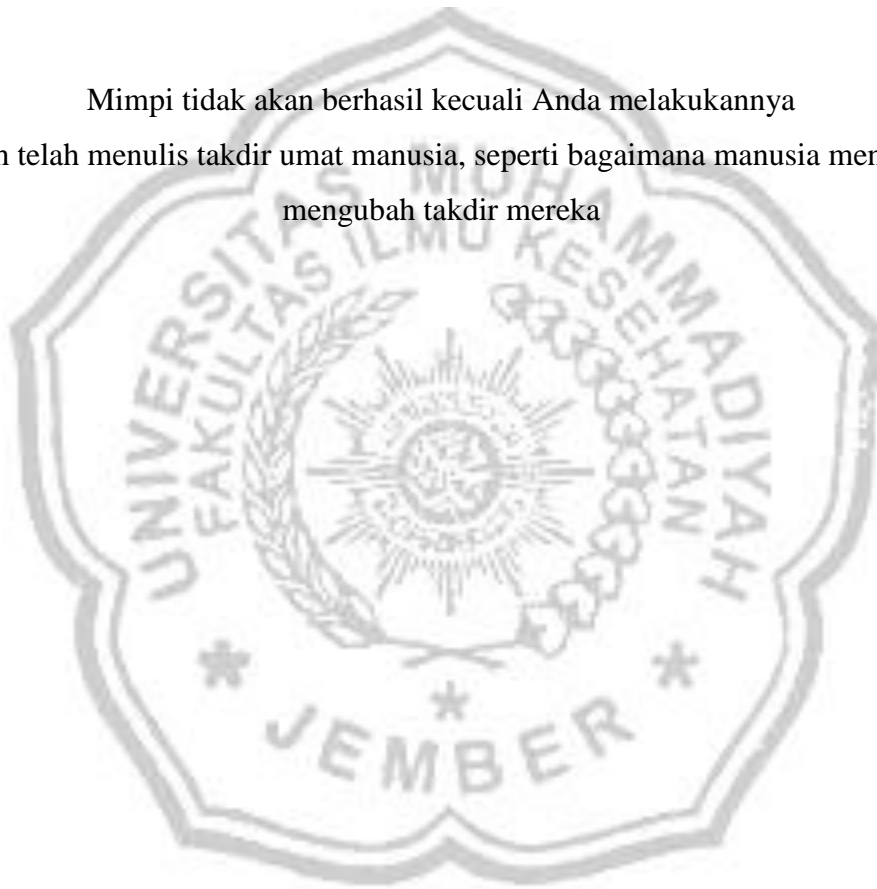 Mimpi tidak akan berhasil kecuali Anda melakukannya
telah menulis takdir umat manusia, seperti bagaimana manusia
mengubah takdir mereka
UNIVERSITAS MUHAMMADIYAH
FAKULTAS ILMU KESEHATAN
JEMBER